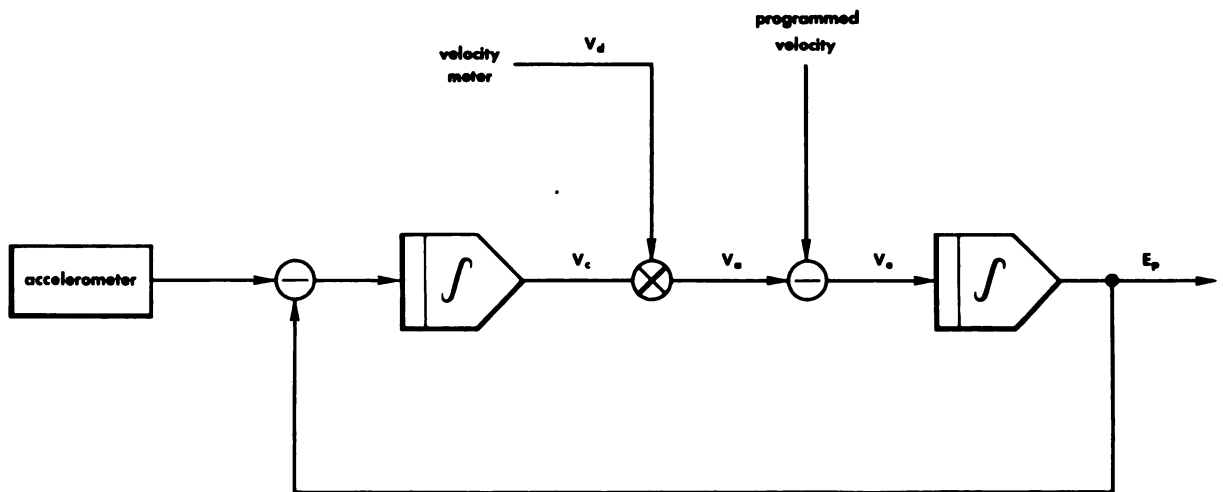 programmed
velocity
V_d
velocity
meter
accelerometer
−
∫
V_c
V_a
−
V_e
∫
E_p